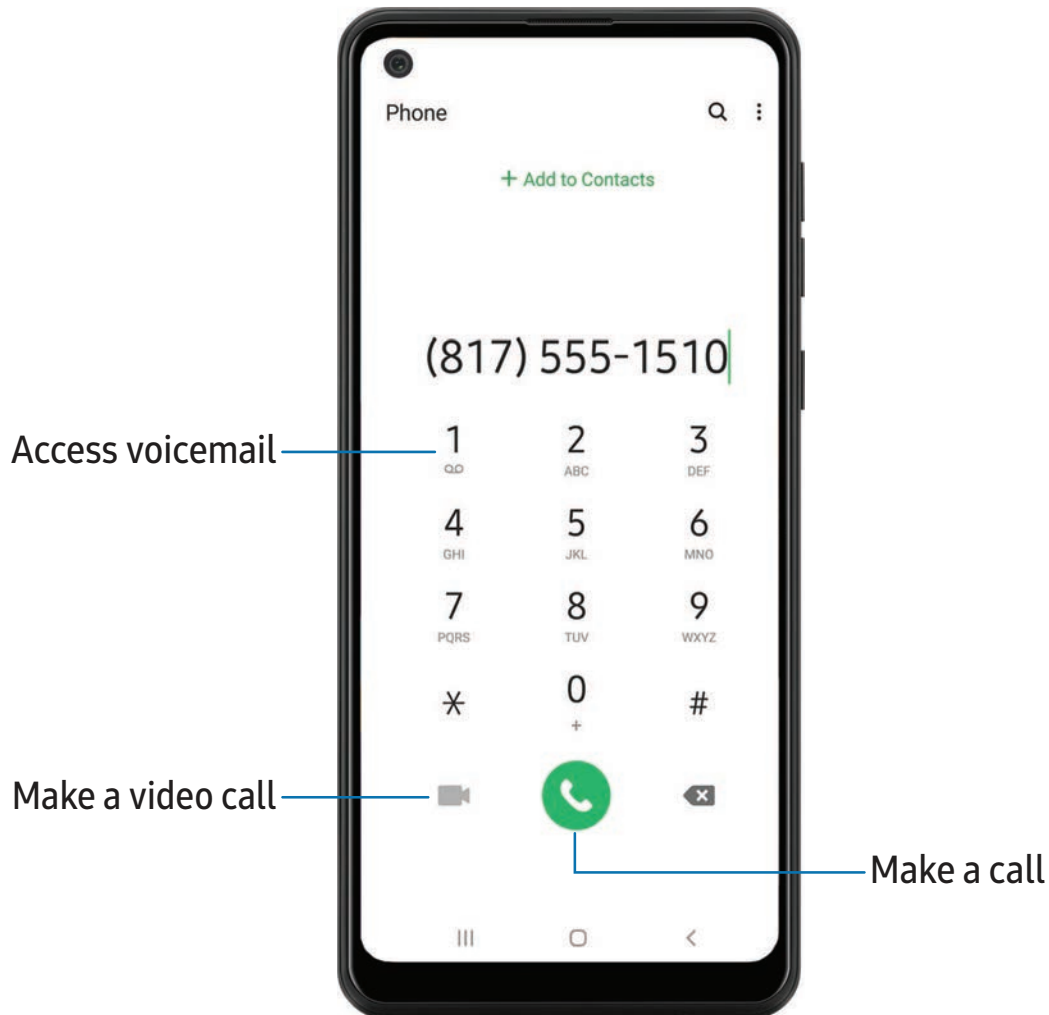 Phone
+ Add to Contacts
(817) 555-1510
Access voicemail
1 2 3
ABC DEF
4 5 6
GHI JKL MNO
7 8 9
PQRS TUV WXYZ
* 0 #
+
Make a video call
Make a call